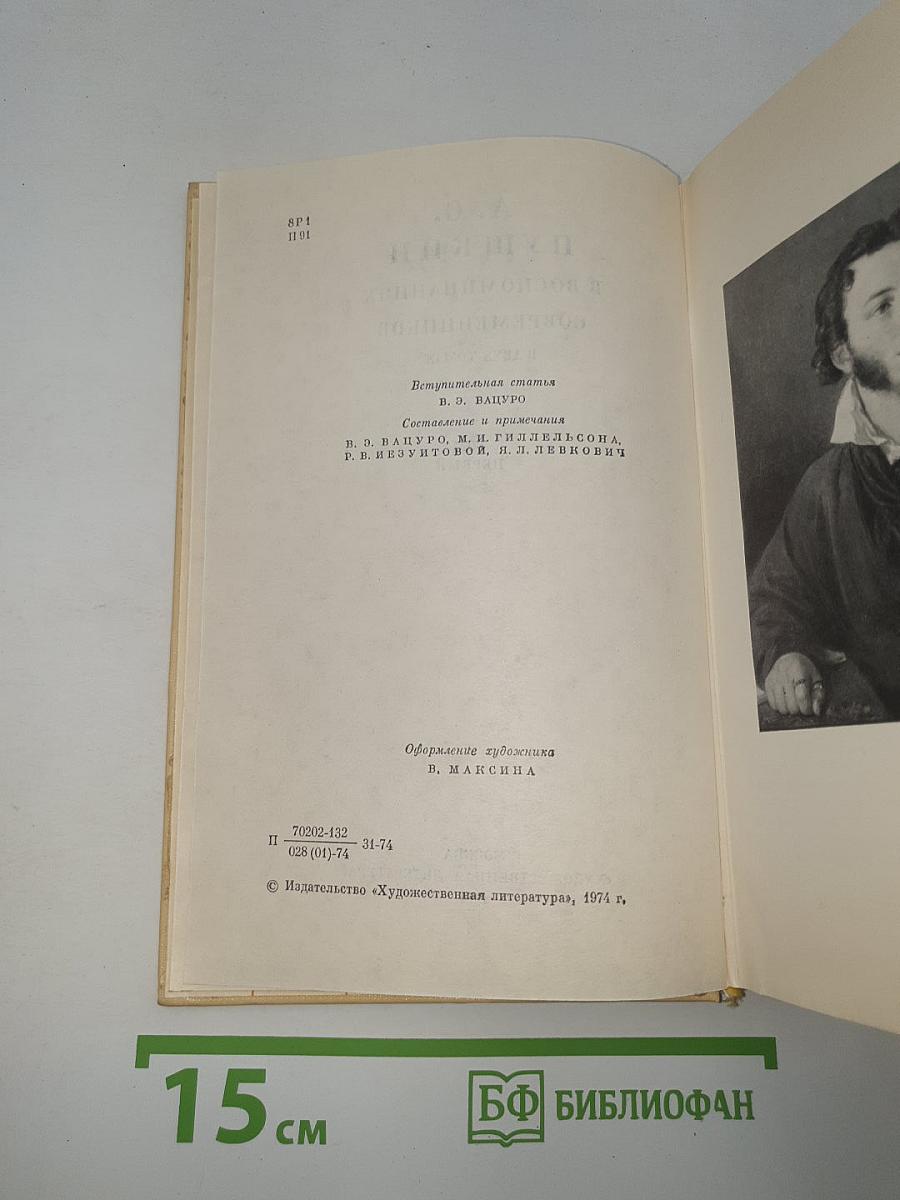 8Р1
П 91
Вступительная статья
В. Э. ВАЦУРО
Составление и примечания
В. Э. ВАЦУРО, М. И. ГИЛЛЕЛЬСОНА,
Р. В. ИЕЗУИТОВОЙ, Я. Л. ЛЕВКОВИЧ
Оформление художника
В. МАКСИНА
П 70202-132
028 (01)-74 31-74
© Издательство «Художественная литература», 1974 г.
15 см
БФ БИБЛИОФАН